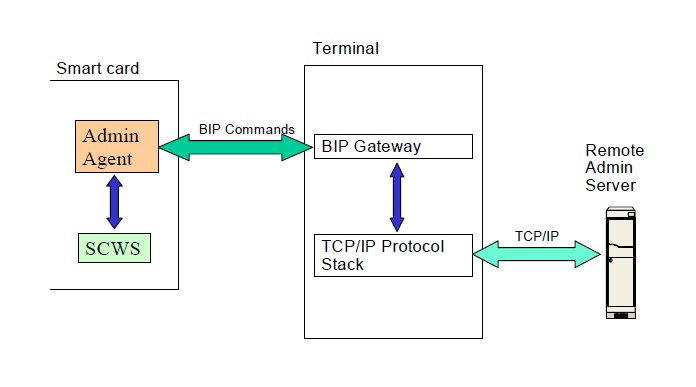 Terminal
Smart card
Admin
Agent
BIP Commands
BIP Gateway
Remote
Admin
Server
SCWS
TCP/IP Protocol
Stack
TCP/IP